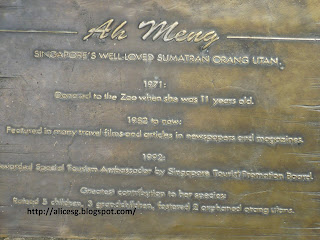 Ah Meng
SINGAPORE'S WELL-LOVED SUMATRAN ORANG UTAN
1971:
Donated to the Zoo when she was 11 years old.
1982 to now:
Featured in many travel films and articles in newspapers and magazines.
1992:
Awarded Special Tourism Ambassador by Singapore Tourist Promotion Board.
Greatest contribution to her species:
Raised 5 children, 3 grandchildren, fostered 2 orphaned orang utans.
http://alicesg.blogspot.com/